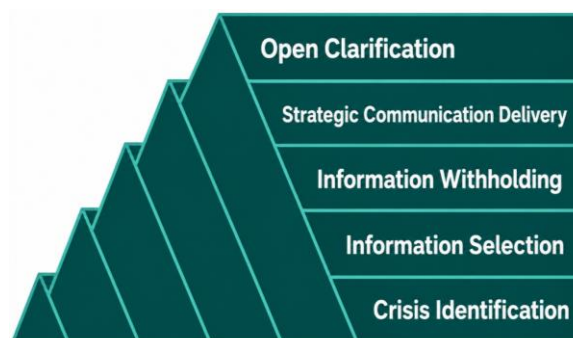 Open Clarification
Strategic Communication Delivery
Information Withholding
Information Selection
Crisis Identification